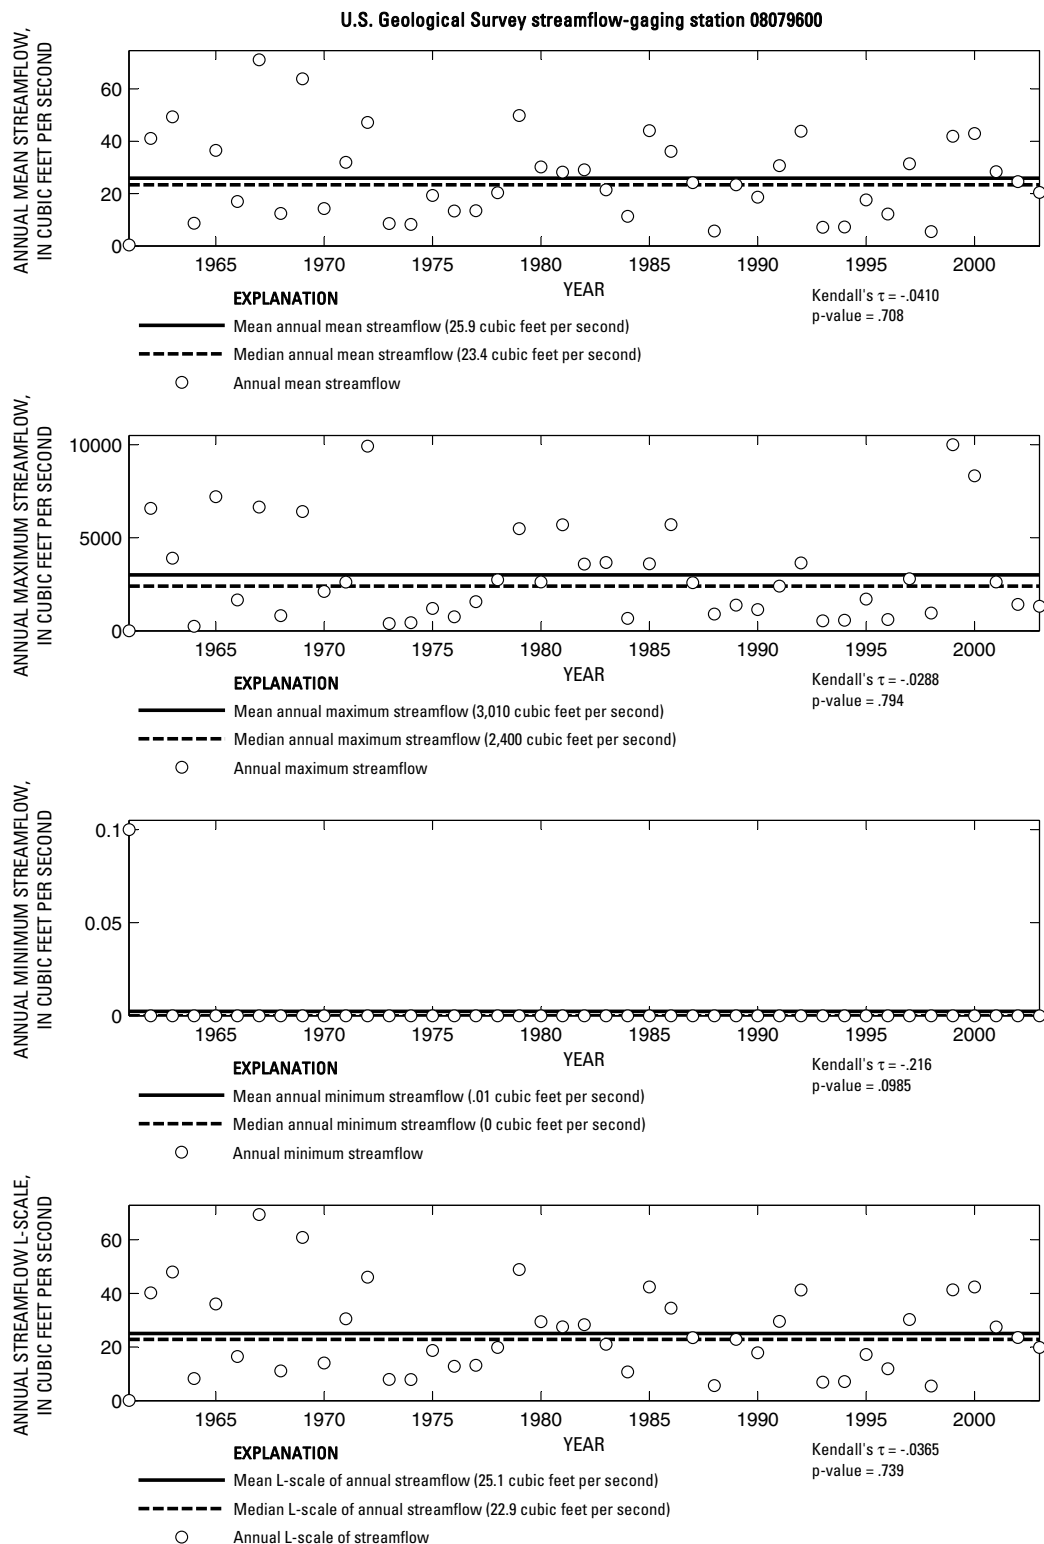 U.S. Geological Survey streamflow-gaging station 08079600
ANNUAL MEAN STREAMFLOW,
IN CUBIC FEET PER SECOND
60
40
20
0
1965 1970 1975 1980 1985 1990 1995 2000
YEAR
EXPLANATION
Mean annual mean streamflow (25.9 cubic feet per second)
Median annual mean streamflow (23.4 cubic feet per second)
Annual mean streamflow
Kendall's τ = -.0410
p-value = .708
ANNUAL MAXIMUM STREAMFLOW,
IN CUBIC FEET PER SECOND
10000
5000
0
1965 1970 1975 1980 1985 1990 1995 2000
YEAR
EXPLANATION
Mean annual maximum streamflow (3,010 cubic feet per second)
Median annual maximum streamflow (2,400 cubic feet per second)
Annual maximum streamflow
Kendall's τ = -.0288
p-value = .794
ANNUAL MINIMUM STREAMFLOW,
IN CUBIC FEET PER SECOND
0.1
0.05
0
1965 1970 1975 1980 1985 1990 1995 2000
YEAR
EXPLANATION
Mean annual minimum streamflow (.01 cubic feet per second)
Median annual minimum streamflow (0 cubic feet per second)
Annual minimum streamflow
Kendall's τ = -.216
p-value = .0985
ANNUAL STREAMFLOW L-SCALE,
IN CUBIC FEET PER SECOND
60
40
20
0
1965 1970 1975 1980 1985 1990 1995 2000
YEAR
EXPLANATION
Mean L-scale of annual streamflow (25.1 cubic feet per second)
Median L-scale of annual streamflow (22.9 cubic feet per second)
Annual L-scale of streamflow
Kendall's τ = -.0365
p-value = .739